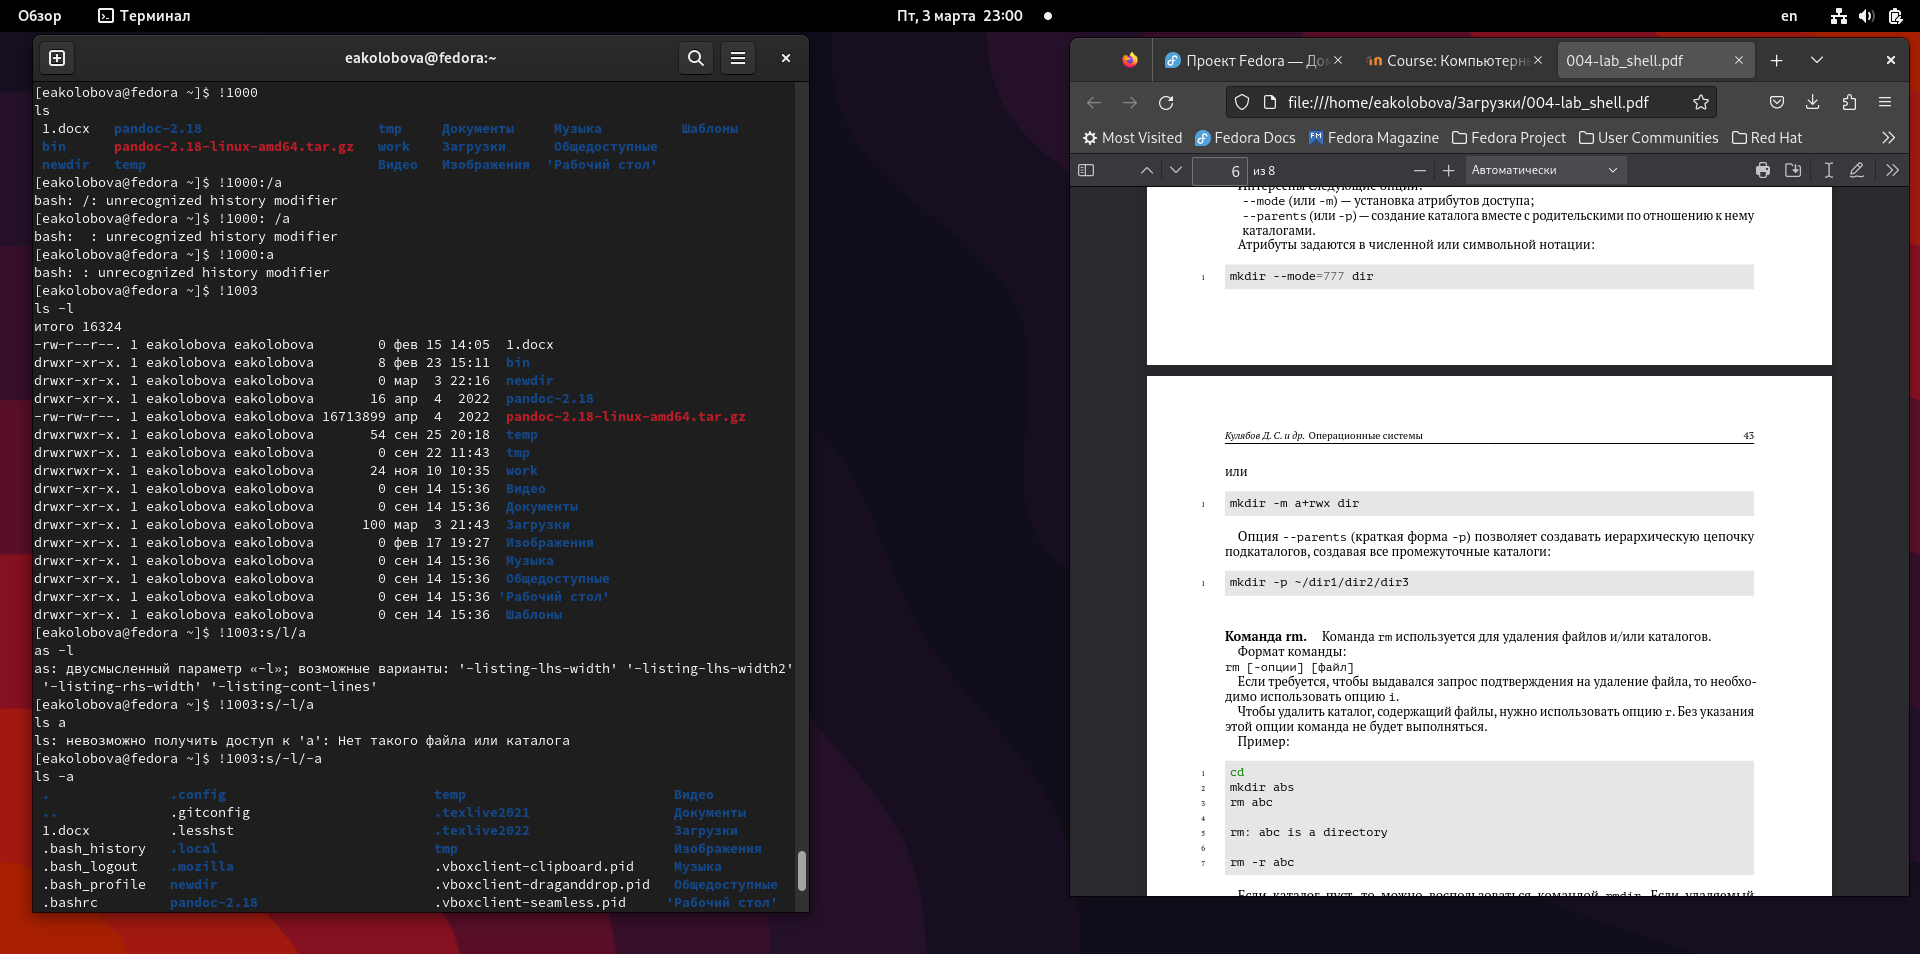 Обзор
Терминал
Пт, 3 марта 23:00
en
eakolobova@fedora:~
[eakolobova@fedora ~]$ !1000
ls
1.docx pandoc-2.18 tmp Документы Музыка Шаблоны
bin pandoc-2.18-linux-amd64.tar.gz work Загрузки Общедоступные
newdir temp Видео Изображения 'Рабочий стол'
[eakolobova@fedora ~]$ !1000:/a
bash: /: unrecognized history modifier
[eakolobova@fedora ~]$ !1000: /a
bash:  : unrecognized history modifier
[eakolobova@fedora ~]$ !1000:a
bash: : unrecognized history modifier
[eakolobova@fedora ~]$ !1003
ls -l
итого 16324
-rw-r--r--. 1 eakolobova eakolobova 0 фев 15 14:05 1.docx
drwxr-xr-x. 1 eakolobova eakolobova 8 фев 23 15:11 bin
drwxr-xr-x. 1 eakolobova eakolobova 0 мар 3 22:16 newdir
drwxr-xr-x. 1 eakolobova eakolobova 16 апр 4 2022 pandoc-2.18
-rw-rw-r--. 1 eakolobova eakolobova 16713899 апр 4 2022 pandoc-2.18-linux-amd64.tar.gz
drwxrwxr-x. 1 eakolobova eakolobova 54 сен 25 20:18 temp
drwxrwxr-x. 1 eakolobova eakolobova 0 сен 22 11:43 tmp
drwxrwxr-x. 1 eakolobova eakolobova 24 ноя 10 10:35 work
drwxr-xr-x. 1 eakolobova eakolobova 0 сен 14 15:36 Видео
drwxr-xr-x. 1 eakolobova eakolobova 0 сен 14 15:36 Документы
drwxr-xr-x. 1 eakolobova eakolobova 100 мар 3 21:43 Загрузки
drwxr-xr-x. 1 eakolobova eakolobova 0 фев 17 19:27 Изображения
drwxr-xr-x. 1 eakolobova eakolobova 0 сен 14 15:36 Музыка
drwxr-xr-x. 1 eakolobova eakolobova 0 сен 14 15:36 Общедоступные
drwxr-xr-x. 1 eakolobova eakolobova 0 сен 14 15:36 'Рабочий стол'
drwxr-xr-x. 1 eakolobova eakolobova 0 сен 14 15:36 Шаблоны
[eakolobova@fedora ~]$ !1003:s/l/a
as -l
as: двусмысленный параметр «-l»; возможные варианты: '-listing-lhs-width' '-listing-lhs-width2'
'-listing-rhs-width' '-listing-cont-lines'
[eakolobova@fedora ~]$ !1003:s/-l/a
ls a
ls: невозможно получить доступ к 'a': Нет такого файла или каталога
[eakolobova@fedora ~]$ !1003:s/-l/-a
ls -a
. .config temp Видео
.. .gitconfig .texlive2021 Документы
1.docx .lesshst .texlive2022 Загрузки
.bash_history .local tmp Изображения
.bash_logout .mozilla .vboxclient-clipboard.pid Музыка
.bash_profile newdir .vboxclient-draganddrop.pid Общедоступные
.bashrc pandoc-2.18 .vboxclient-seamless.pid 'Рабочий стол'
Проект Fedora — До
Course: Компьютерн
004-lab_shell.pdf
file:///home/eakolobova/Загрузки/004-lab_shell.pdf
Most Visited Fedora Docs Fedora Magazine Fedora Project User Communities Red Hat
6 из 8 Автоматически
Интересны следующие опции:
--mode (или -m) — установка атрибутов доступа;
--parents (или -p) — создание каталога вместе с родительскими по отношению к нему
каталогами.
Атрибуты задаются в численной или символьной нотации:
1 mkdir --mode=777 dir
Кулябов Д. С. и др. Операционные системы 43
или
1 mkdir -m a+rwx dir
Опция --parents (краткая форма -p) позволяет создавать иерархическую цепочку
подкаталогов, создавая все промежуточные каталоги:
1 mkdir -p ~/dir1/dir2/dir3
Команда rm. Команда rm используется для удаления файлов и/или каталогов.
Формат команды:
rm [-опции] [файл]
Если требуется, чтобы выдавался запрос подтверждения на удаление файла, то необхо-
димо использовать опцию i.
Чтобы удалить каталог, содержащий файлы, нужно использовать опцию r. Без указания
этой опции команда не будет выполняться.
Пример:
1 cd
2 mkdir abs
3 rm abc
4
5 rm: abc is a directory
6
7 rm -r abc
Если каталог пуст, то можно воспользоваться командой rmdir. Если удаляемый